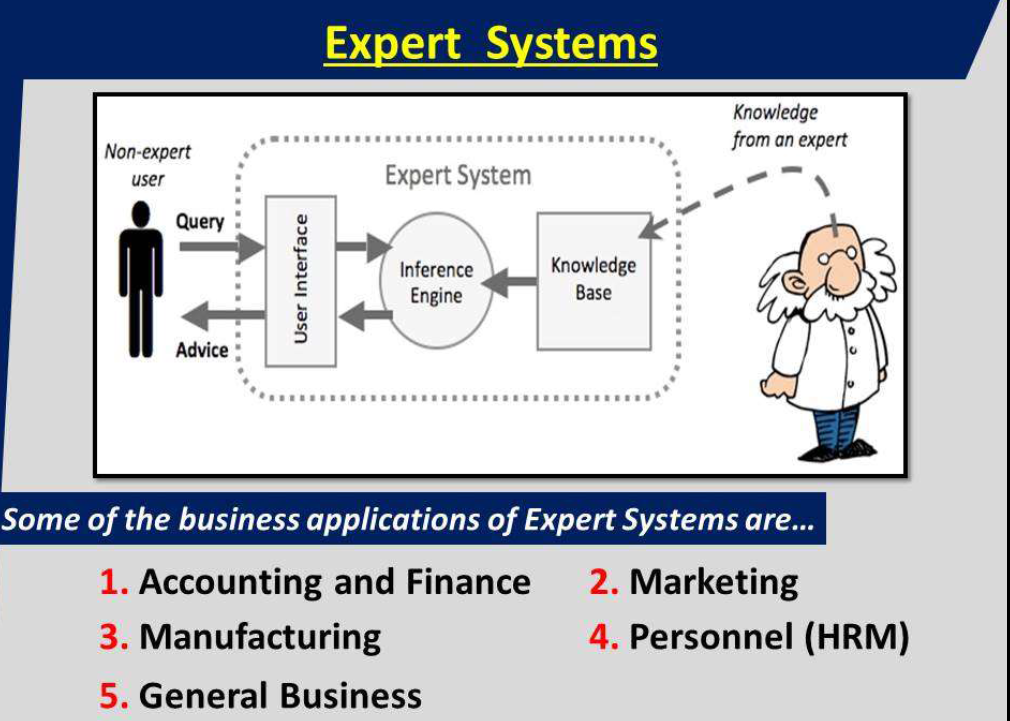 Expert Systems
Knowledge
from an expert
Non-expert
user
Expert System
Query
User Interface
Inference
Engine
Knowledge
Base
Advice
Some of the business applications of Expert Systems are...
1. Accounting and Finance
2. Marketing
3. Manufacturing
4. Personnel (HRM)
5. General Business